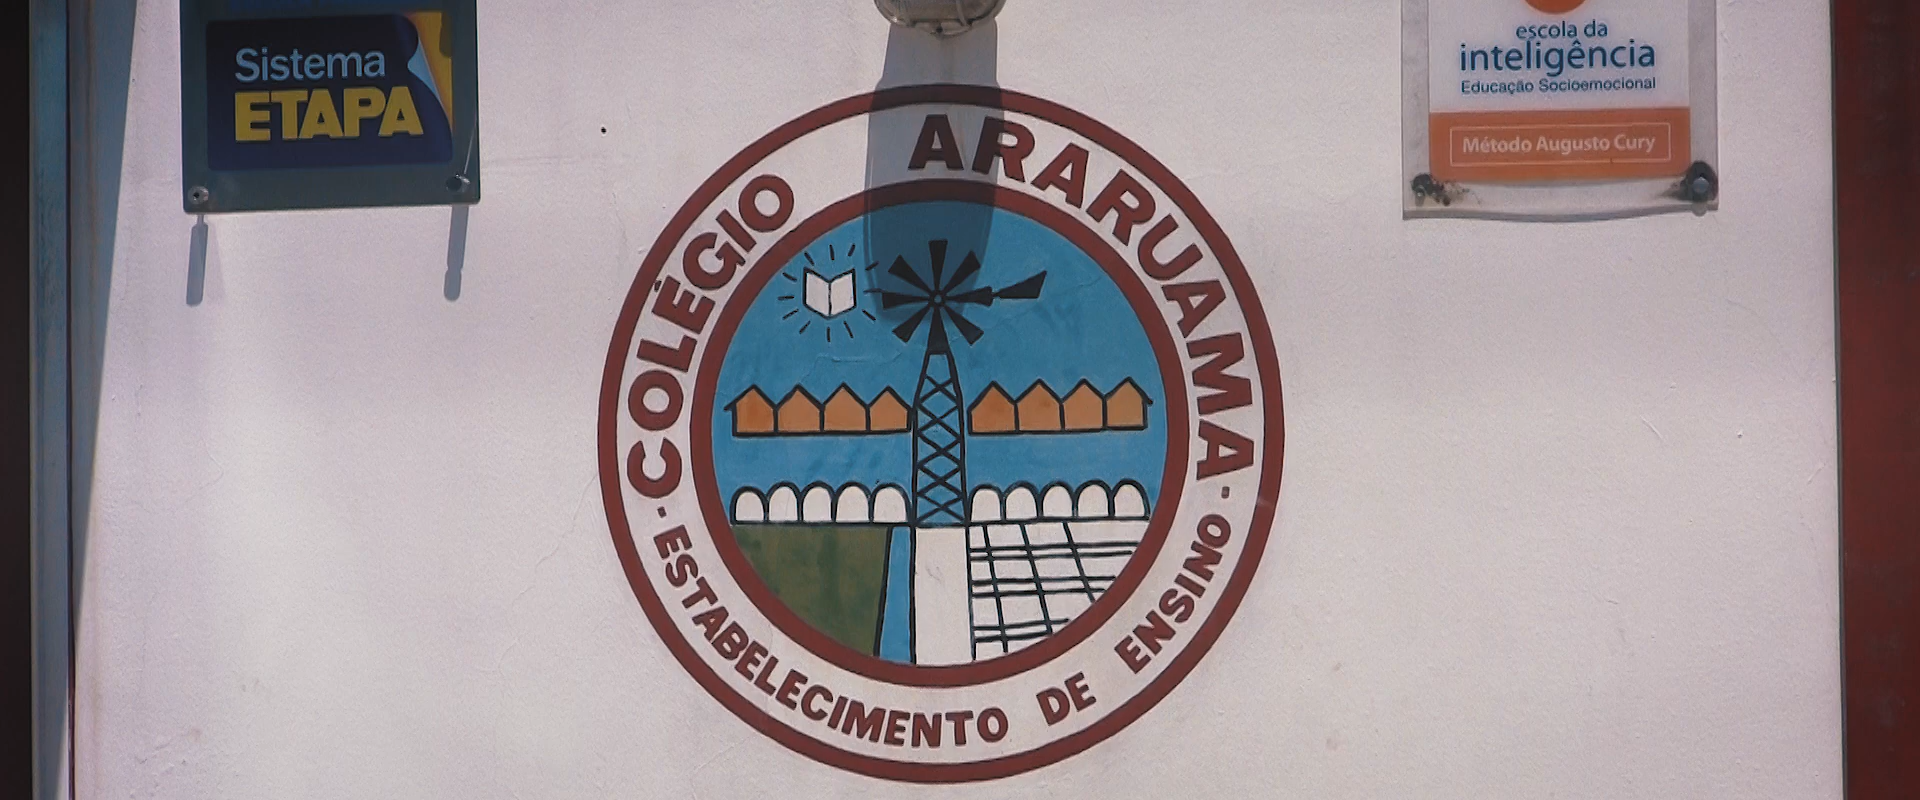 Sistema
ETAPA
escola da
inteligência
Educação Socioemocional
Método Augusto Cury
COLÉGIO ARARUAMA
· ESTABELECIMENTO DE ENSINO ·